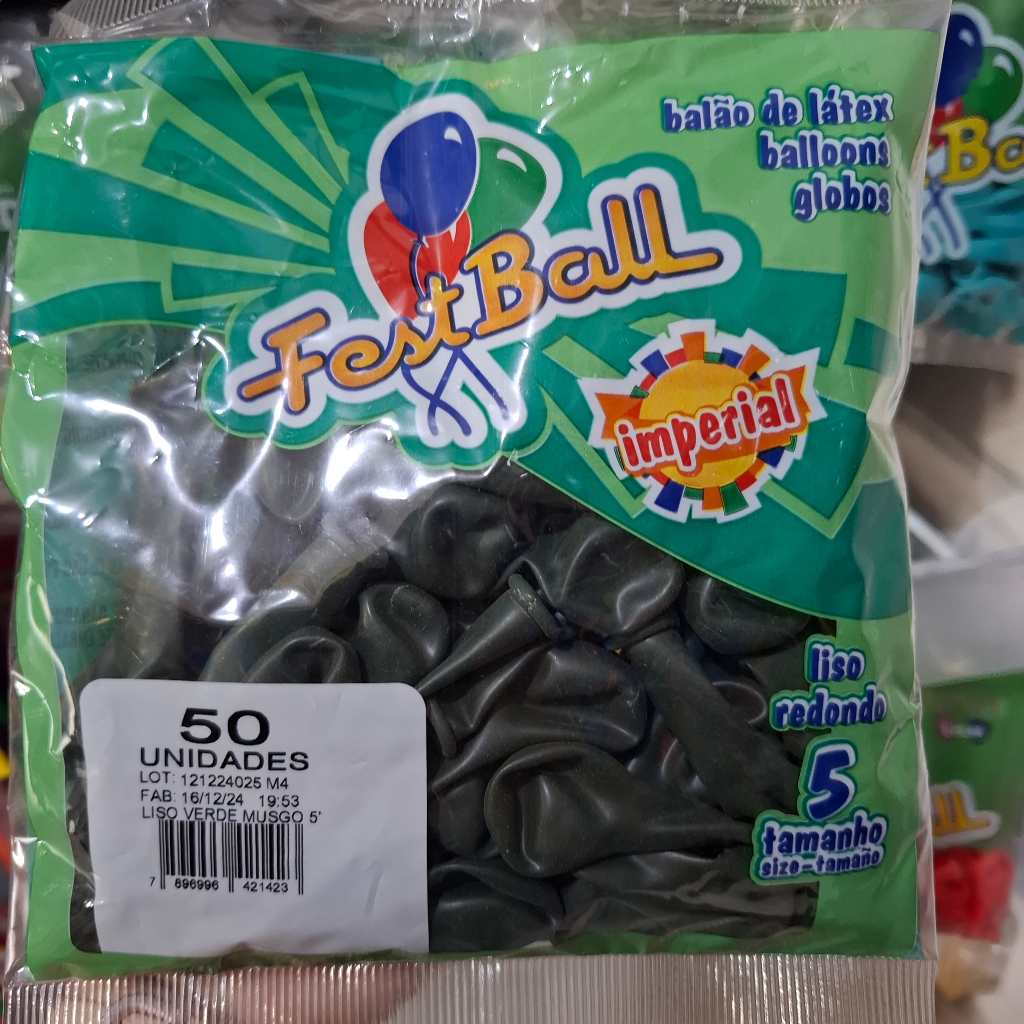 balão de látex
balloons
globos
FestBall
imperial
liso
redondo
5
tamanho
size-tamaño
50
UNIDADES
LOT: 121224025 M4
FAB: 16/12/24 19:53
LISO VERDE MUSGO 5'
7 896996 421423